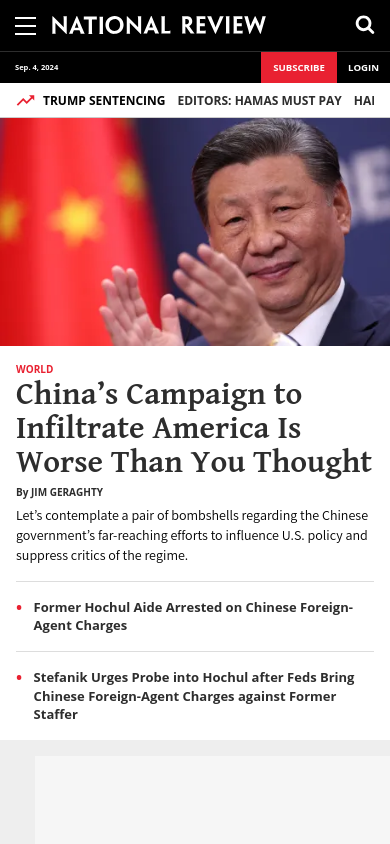 NATIONAL REVIEW
Sep. 4, 2024
SUBSCRIBE
LOGIN
TRUMP SENTENCING EDITORS: HAMAS MUST PAY HAI
WORLD
China’s Campaign to
Infiltrate America Is
Worse Than You Thought
By JIM GERAGHTY
Let’s contemplate a pair of bombshells regarding the Chinese
government’s far-reaching efforts to influence U.S. policy and
suppress critics of the regime.
• Former Hochul Aide Arrested on Chinese Foreign-
Agent Charges
• Stefanik Urges Probe into Hochul after Feds Bring
Chinese Foreign-Agent Charges against Former
Staffer